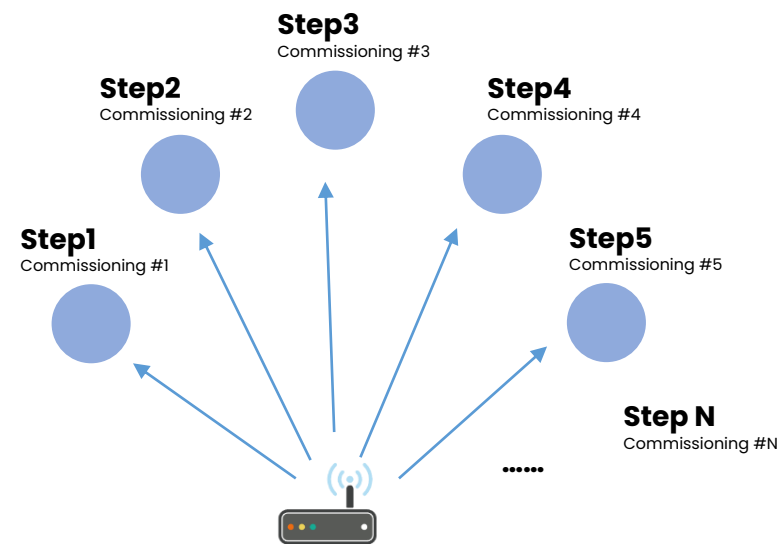 Step1
Commissioning #1
Step2
Commissioning #2
Step3
Commissioning #3
Step4
Commissioning #4
Step5
Commissioning #5
......
Step N
Commissioning #N